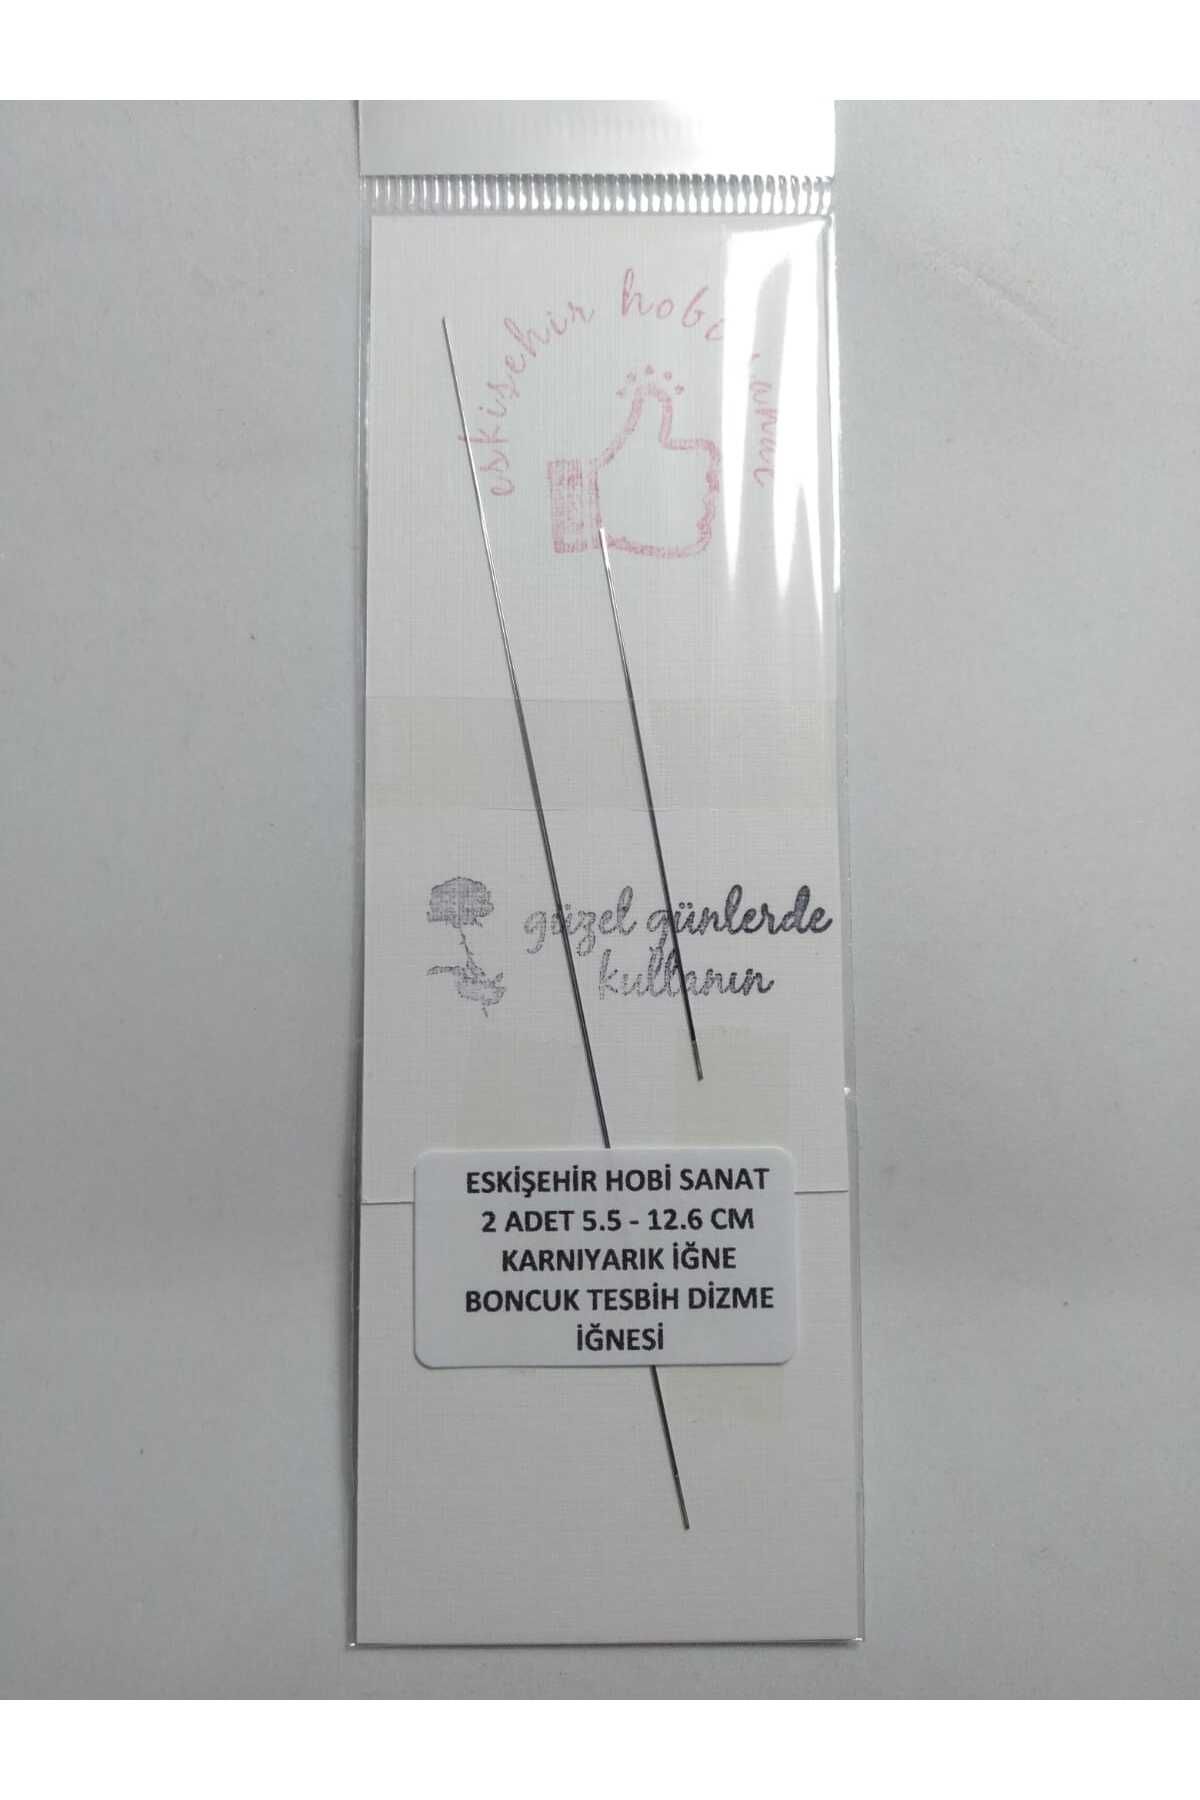 eskişehir hobi
güzel günlerde
kullanın
ESKİŞEHİR HOBİ SANAT
2 ADET 5.5 - 12.6 CM
KARNIYARIK İĞNE
BONCUK TESBİH DİZME
İĞNESİ